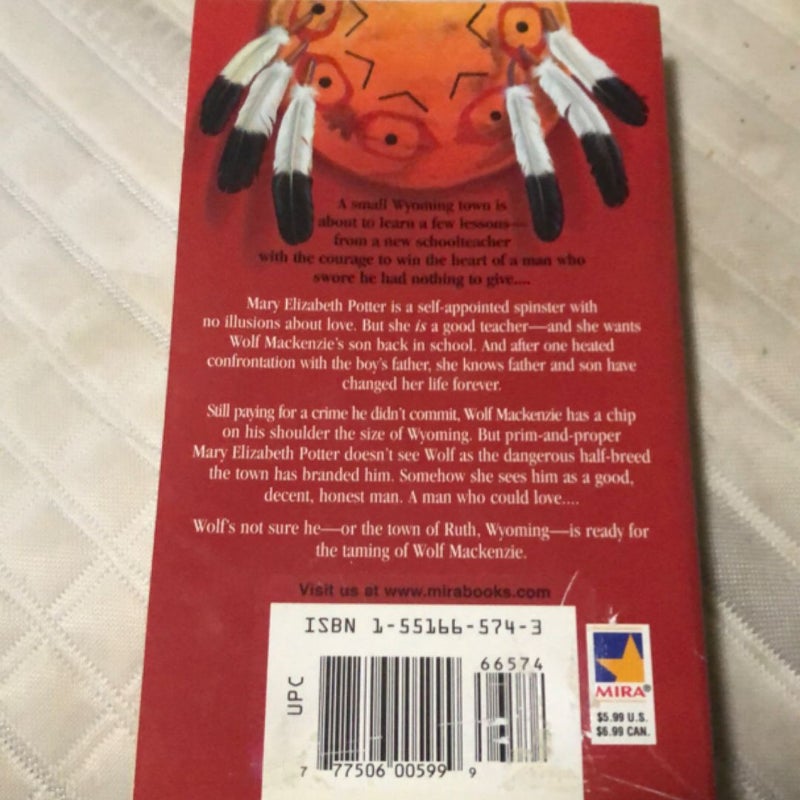 A small Wyoming town is
about to learn a few lessons—
from a new schoolteacher
with the courage to win the heart of a man who
swore he had nothing to give....
Mary Elizabeth Potter is a self-appointed spinster with
no illusions about love. But she is a good teacher—and she wants
Wolf Mackenzie's son back in school. And after one heated
confrontation with the boy's father, she knows father and son have
changed her life forever.
Still paying for a crime he didn't commit, Wolf Mackenzie has a chip
on his shoulder the size of Wyoming. But prim-and-proper
Mary Elizabeth Potter doesn't see Wolf as the dangerous half-breed
the town has branded him. Somehow she sees him as a good,
decent, honest man. A man who could love....
Wolf's not sure he—or the town of Ruth, Wyoming—is ready for
the taming of Wolf Mackenzie.
Visit us at www.mirabooks.com
ISBN 1-55166-574-3
66574
UPC
7 77506 00599 9
MIRA®
$5.99 U.S.
$6.99 CAN.